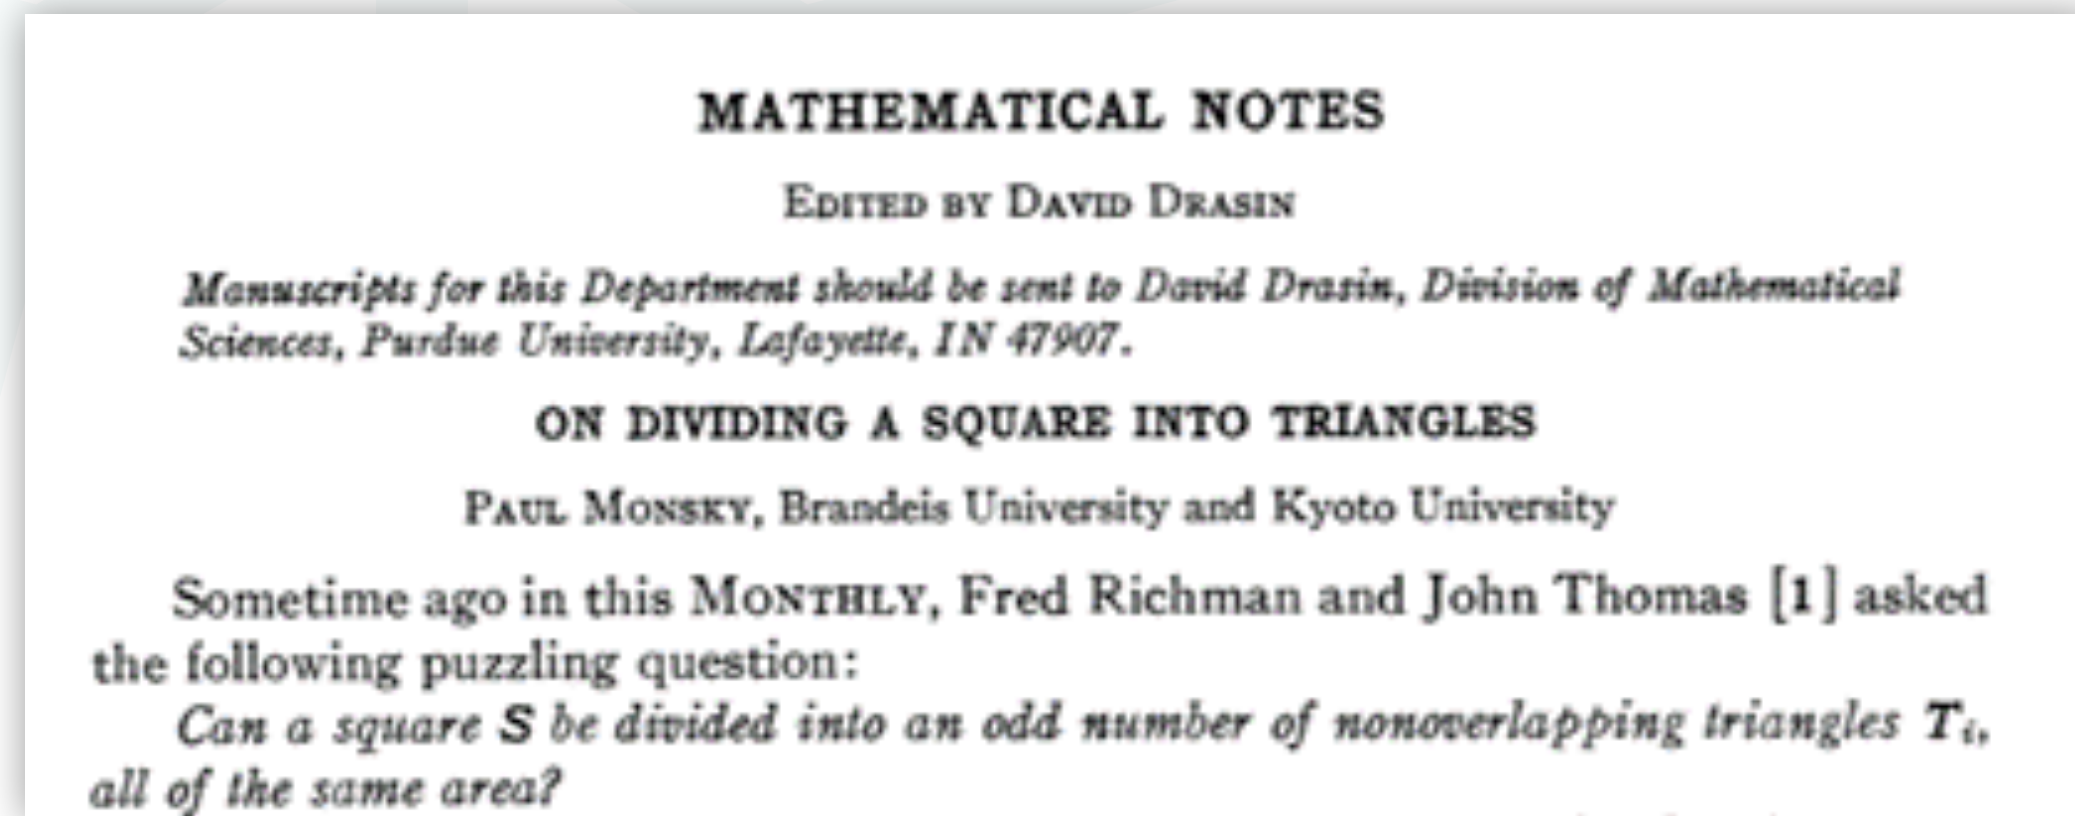 MATHEMATICAL NOTES
EDITED BY DAVID DRASIN
Manuscripts for this Department should be sent to David Drasin, Division of Mathematical
Sciences, Purdue University, Lafayette, IN 47907.
ON DIVIDING A SQUARE INTO TRIANGLES
PAUL MONSKY, Brandeis University and Kyoto University
Sometime ago in this MONTHLY, Fred Richman and John Thomas [1] asked
the following puzzling question:
Can a square S be divided into an odd number of nonoverlapping triangles Tᵢ,
all of the same area?